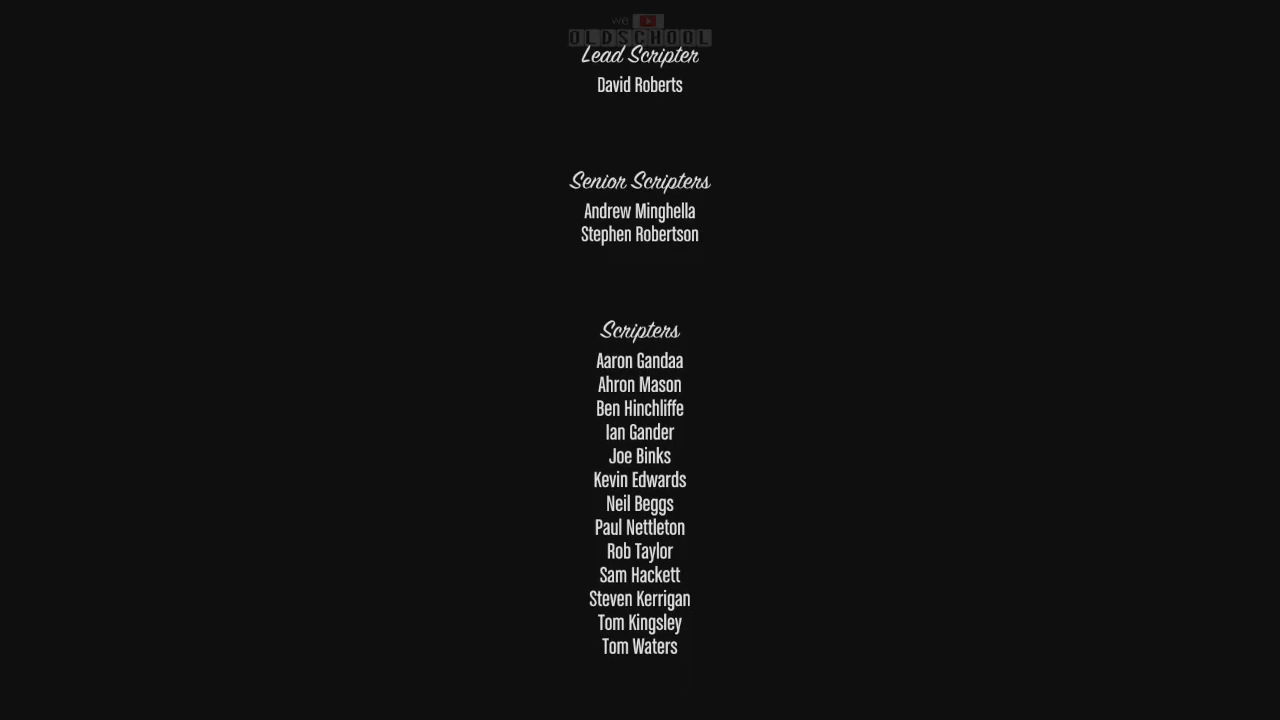 we
OLDSCHOOL
Lead Scripter
David Roberts
Senior Scripters
Andrew Minghella
Stephen Robertson
Scripters
Aaron Gandaa
Ahron Mason
Ben Hinchliffe
Ian Gander
Joe Binks
Kevin Edwards
Neil Beggs
Paul Nettleton
Rob Taylor
Sam Hackett
Steven Kerrigan
Tom Kingsley
Tom Waters